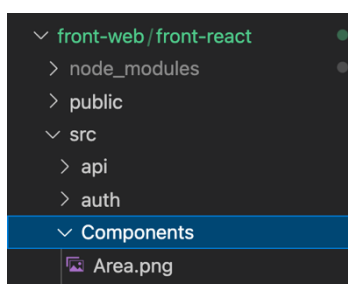 front-web/front-react
node_modules
public
src
api
auth
Components
Area.png